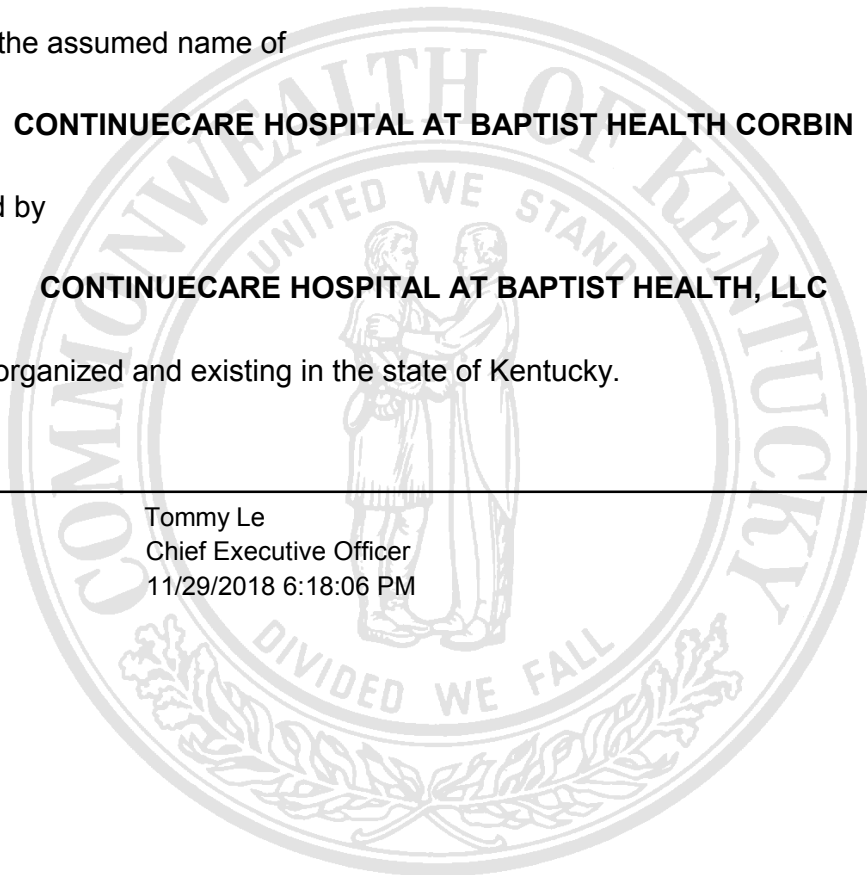 the assumed name of
CONTINUECARE HOSPITAL AT BAPTIST HEALTH CORBIN
by
CONTINUECARE HOSPITAL AT BAPTIST HEALTH, LLC
organized and existing in the state of Kentucky.
Tommy Le
Chief Executive Officer
11/29/2018 6:18:06 PM
COMMONWEALTH OF KENTUCKY
UNITED WE STAND
DIVIDED WE FALL